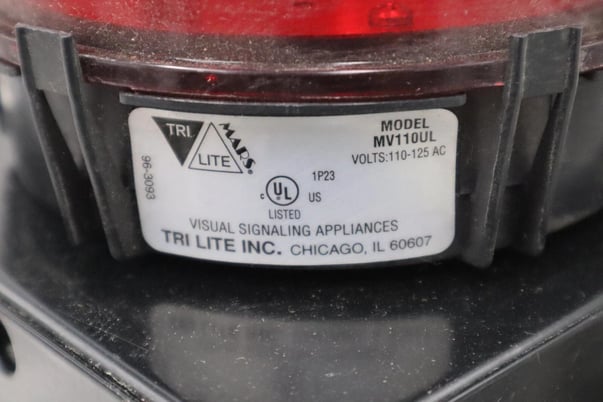 TRI
LITE
MARS®
96-3093
MODEL
MV110UL
VOLTS:110-125 AC
1P23
c UL US
LISTED
VISUAL SIGNALING APPLIANCES
TRI LITE INC. CHICAGO, IL 60607